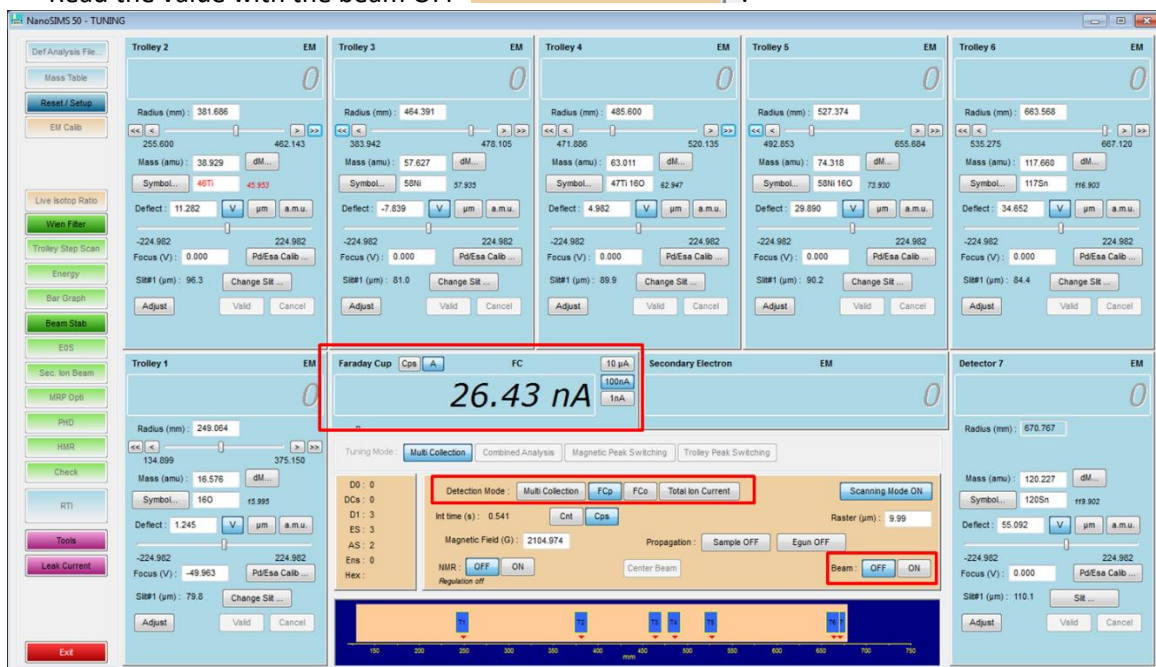 Read the value with the beam OFF
NanoSIMS 50 - TUNING
Def Analysis File...
Mass Table
Reset / Setup
EM Calib
Live Isotop Ratio
Wien Filter
Trolley Step Scan
Energy
Bar Graph
Beam Stab
E0S
Sec. Ion Beam
MRP Opti
PHD
HMR
Check
RTI
Tools
Leak Current
Exit
Trolley 2 EM
0
Radius (mm) : 381.686
<< < > >>
255.600 462.143
Mass (amu) : 38.929 dM...
Symbol... 46Ti 45.953
Deflect : 11.282 V µm a.m.u.
-224.982 224.982
Focus (V) : 0.000 Pd/Esa Calib ...
Slit#1 (µm) : 96.3 Change Slit ...
Adjust Valid Cancel
Trolley 3 EM
0
Radius (mm) : 464.391
<< < > >>
383.942 478.105
Mass (amu) : 57.627 dM...
Symbol... 58Ni 57.935
Deflect : -7.839 V µm a.m.u.
-224.982 224.982
Focus (V) : 0.000 Pd/Esa Calib ...
Slit#1 (µm) : 81.0 Change Slit ...
Adjust Valid Cancel
Trolley 4 EM
0
Radius (mm) : 485.600
<< < > >>
471.886 520.135
Mass (amu) : 63.011 dM...
Symbol... 47Ti 16O 62.947
Deflect : 4.982 V µm a.m.u.
-224.982 224.982
Focus (V) : 0.000 Pd/Esa Calib ...
Slit#1 (µm) : 89.9 Change Slit ...
Adjust Valid Cancel
Trolley 5 EM
0
Radius (mm) : 527.374
<< < > >>
492.853 655.684
Mass (amu) : 74.318 dM...
Symbol... 58Ni 16O 73.930
Deflect : 29.890 V µm a.m.u.
-224.982 224.982
Focus (V) : 0.000 Pd/Esa Calib ...
Slit#1 (µm) : 90.2 Change Slit ...
Adjust Valid Cancel
Trolley 6 EM
0
Radius (mm) : 663.568
<< < > >>
535.275 667.120
Mass (amu) : 117.660 dM...
Symbol... 117Sn 116.903
Deflect : 34.652 V µm a.m.u.
-224.982 224.982
Focus (V) : 0.000 Pd/Esa Calib ...
Slit#1 (µm) : 84.4 Change Slit ...
Adjust Valid Cancel
Trolley 1 EM
0
Radius (mm) : 249.064
<< < > >>
134.899 375.150
Mass (amu) : 16.576 dM...
Symbol... 16O 15.995
Deflect : 1.245 V µm a.m.u.
-224.982 224.982
Focus (V) : -49.963 Pd/Esa Calib ...
Slit#1 (µm) : 79.8 Change Slit ...
Adjust Valid Cancel
Faraday Cup Cps A FC 10 µA
26.43 nA 100nA
1nA
Secondary Electron EM
0
Tuning Mode : Multi Collection Combined Analysis Magnetic Peak Switching Trolley Peak Switching
D0 : 0
DCs : 0
D1 : 3
ES : 3
AS : 2
Ens : 0
Hex :
Detection Mode : Multi Collection FCp FCo Total Ion Current Scanning Mode ON
Int time (s) : 0.541 Cnt Cps Raster (µm) : 9.99
Magnetic Field (G) : 2104.974 Propagation : Sample OFF Egun OFF
NMR : OFF ON Center Beam Beam : OFF ON
Regulation off
T1 T2 T3 T4 T5 T6 7
150 200 250 300 350 400 450 500 550 600 650 700 750
mm
Detector 7 EM
0
Radius (mm) : 670.767
Mass (amu) : 120.227 dM...
Symbol... 120Sn 119.902
Deflect : 55.092 V µm a.m.u.
-224.982 224.982
Focus (V) : 0.000 Pd/Esa Calib ...
Slit#1 (µm) : 110.1 Slit ...
Adjust Valid Cancel